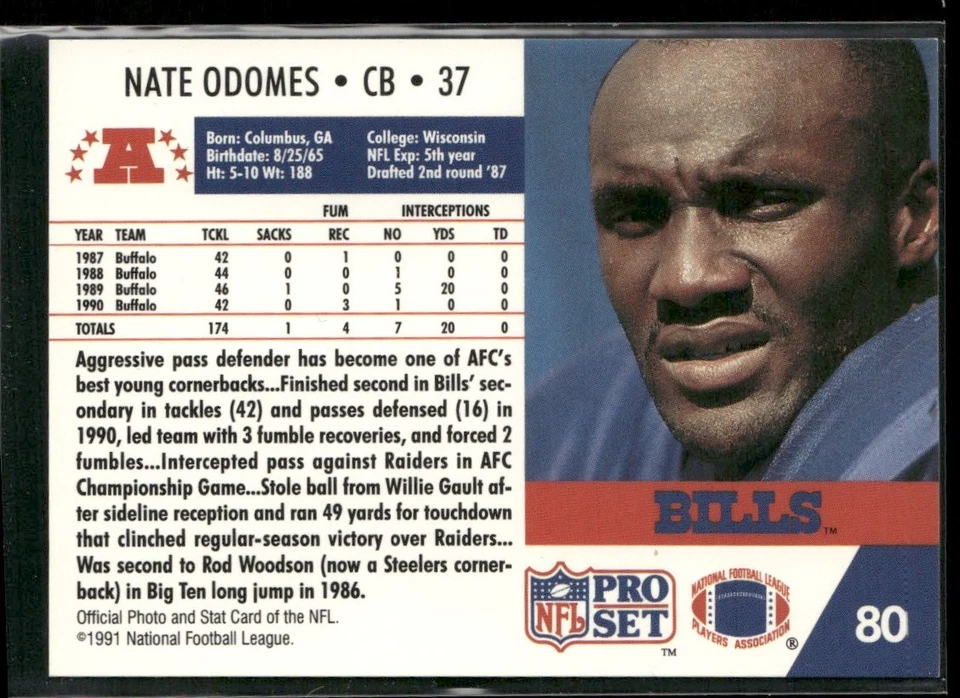 NATE ODOMES • CB • 37
A
Born: Columbus, GA College: Wisconsin
Birthdate: 8/25/65 NFL Exp: 5th year
Ht: 5-10 Wt: 188 Drafted 2nd round '87
FUM INTERCEPTIONS
YEAR TEAM TCKL SACKS REC NO YDS TD
1987 Buffalo 42 0 1 0 0 0
1988 Buffalo 44 0 0 1 0 0
1989 Buffalo 46 1 0 5 20 0
1990 Buffalo 42 0 3 1 0 0
TOTALS 174 1 4 7 20 0
Aggressive pass defender has become one of AFC's
best young cornerbacks...Finished second in Bills' sec-
ondary in tackles (42) and passes defensed (16) in
1990, led team with 3 fumble recoveries, and forced 2
fumbles...Intercepted pass against Raiders in AFC
Championship Game...Stole ball from Willie Gault af-
ter sideline reception and ran 49 yards for touchdown
that clinched regular-season victory over Raiders...
Was second to Rod Woodson (now a Steelers corner-
back) in Big Ten long jump in 1986.
Official Photo and Stat Card of the NFL.
©1991 National Football League.
BILLS™
NFL PRO
SET™
NATIONAL FOOTBALL LEAGUE
PLAYERS ASSOCIATION®
80